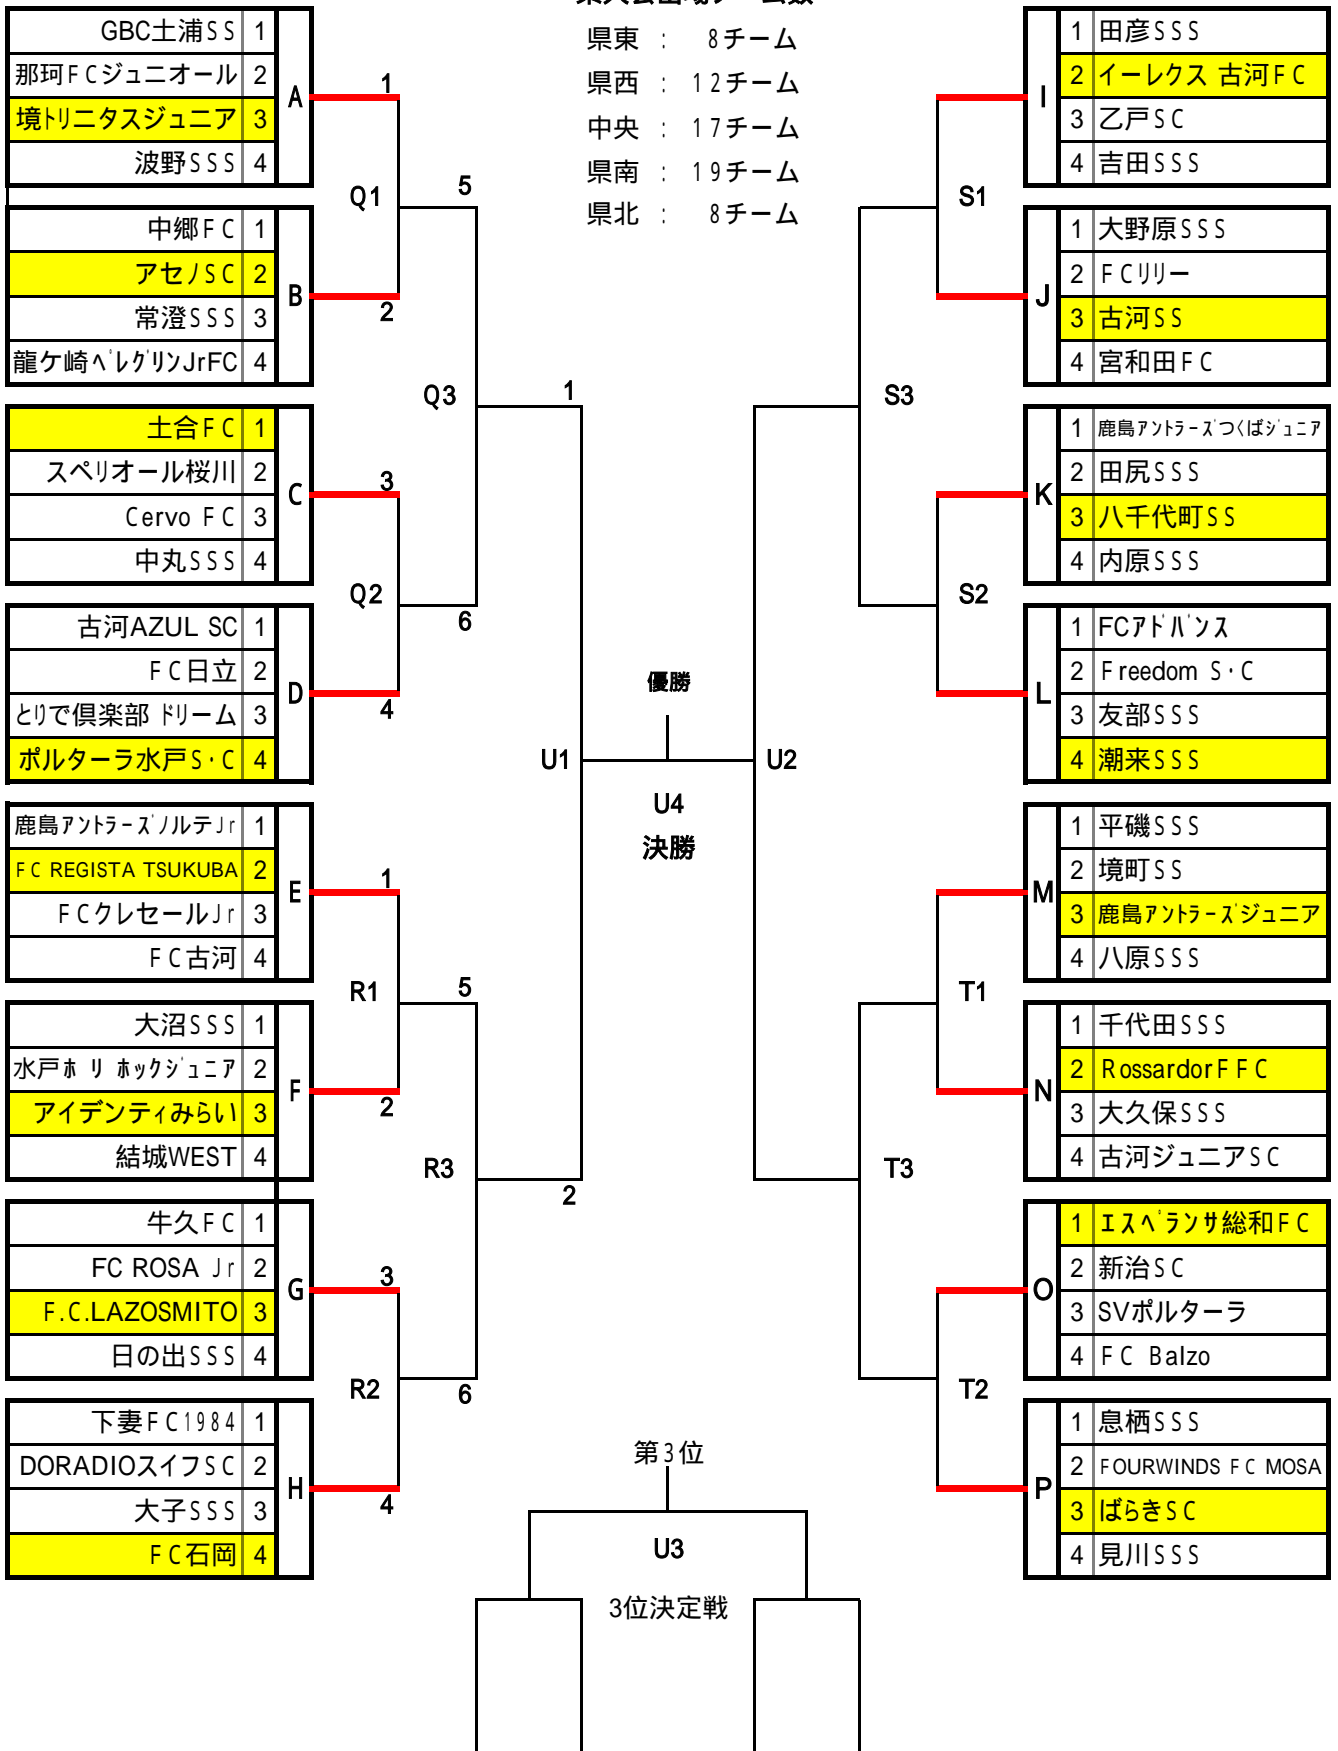 県東 : 8チーム
県西 : 12チーム
中央 : 17チーム
県南 : 19チーム
県北 : 8チーム
GBC土浦SS 1
那珂FCジュニオール 2
境トリニタスジュニア 3
波野SSS 4
A
中郷FC 1
アセノSC 2
常澄SSS 3
龍ケ崎ペレグリンJrFC 4
B
土合FC 1
スペリオール桜川 2
Cervo FC 3
中丸SSS 4
C
古河AZUL SC 1
FC日立 2
とりで倶楽部 ドリーム 3
ポルターラ水戸S・C 4
D
鹿島アントラーズノルテJr 1
FC REGISTA TSUKUBA 2
FCクレセールJr 3
FC古河 4
E
大沼SSS 1
水戸ホーリーホックジュニア 2
アイデンティみらい 3
結城WEST 4
F
牛久FC 1
FC ROSA Jr 2
F.C.LAZOSMITO 3
日の出SSS 4
G
下妻FC1984 1
DORADIOスイフSC 2
大子SSS 3
FC石岡 4
H
1
Q1
2
5
Q3
3
Q2
4
6
1
U1
1
R1
2
5
R3
3
R2
4
6
2
優勝
U4
決勝
第3位
U3
3位決定戦
U2
S1
S3
S2
T1
T3
T2
I
1 田彦SSS
2 イーレクス 古河FC
3 乙戸SC
4 吉田SSS
J
1 大野原SSS
2 FCリリー
3 古河SS
4 宮和田FC
K
1 鹿島アントラーズつくばジュニア
2 田尻SSS
3 八千代町SS
4 内原SSS
L
1 FCアドバンス
2 Freedom S・C
3 友部SSS
4 潮来SSS
M
1 平磯SSS
2 境町SS
3 鹿島アントラーズジュニア
4 八原SSS
N
1 千代田SSS
2 RossardorFFC
3 大久保SSS
4 古河ジュニアSC
O
1 エスペランサ総和FC
2 新治SC
3 SVポルターラ
4 FC Balzo
P
1 息栖SSS
2 FOURWINDS FC MOSA
3 ばらきSC
4 見川SSS